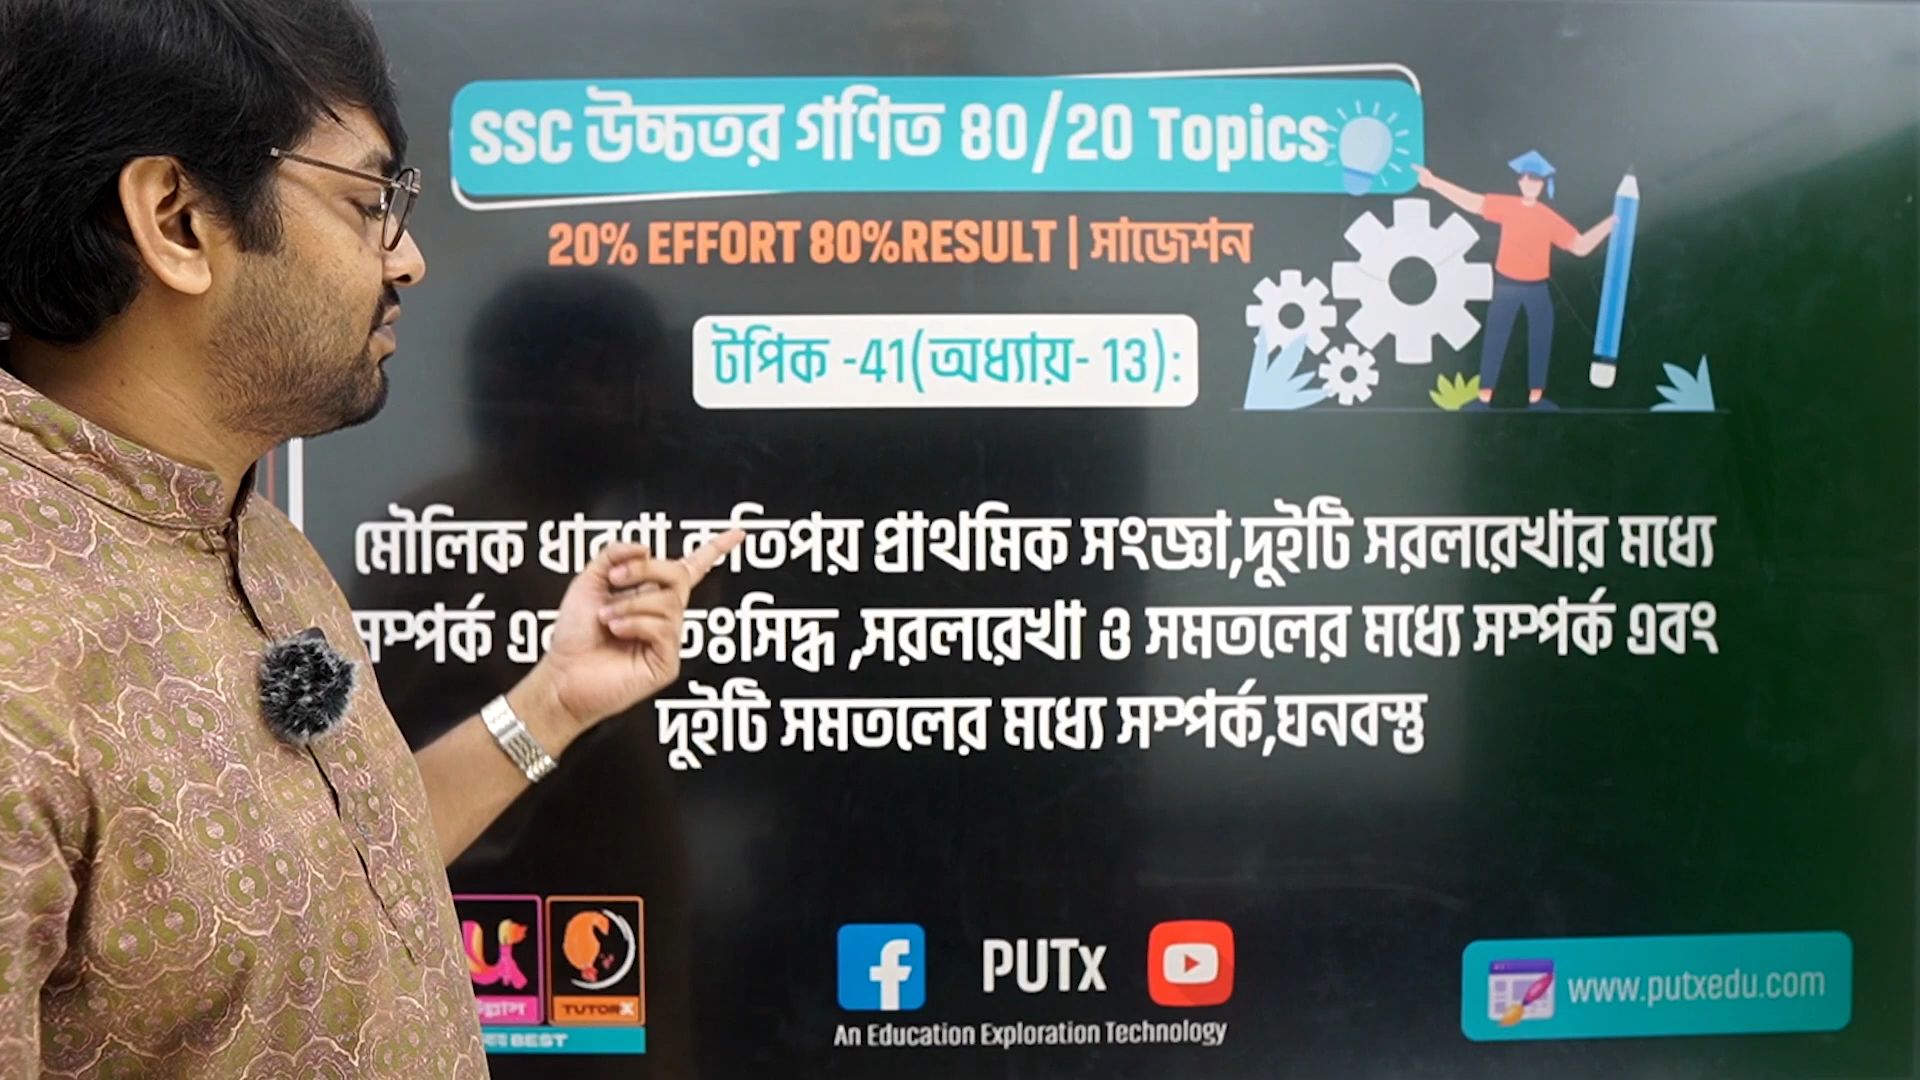 SSC উচ্চতর গণিত 80/20 Topics
20% EFFORT 80%RESULT | সাজেশন
টপিক -41(অধ্যায়- 13):
মৌলিক ধারণা কতিপয় প্রাথমিক সংজ্ঞা,দুইটি সরলরেখার মধ্যে
সম্পর্ক ,সরলরেখা ও সমতলের মধ্যে সম্পর্ক এবং
দুইটি সমতলের মধ্যে সম্পর্ক,ঘনবস্তু
TUTORX
BEST
PUTx
An Education Exploration Technology
www.putxedu.com